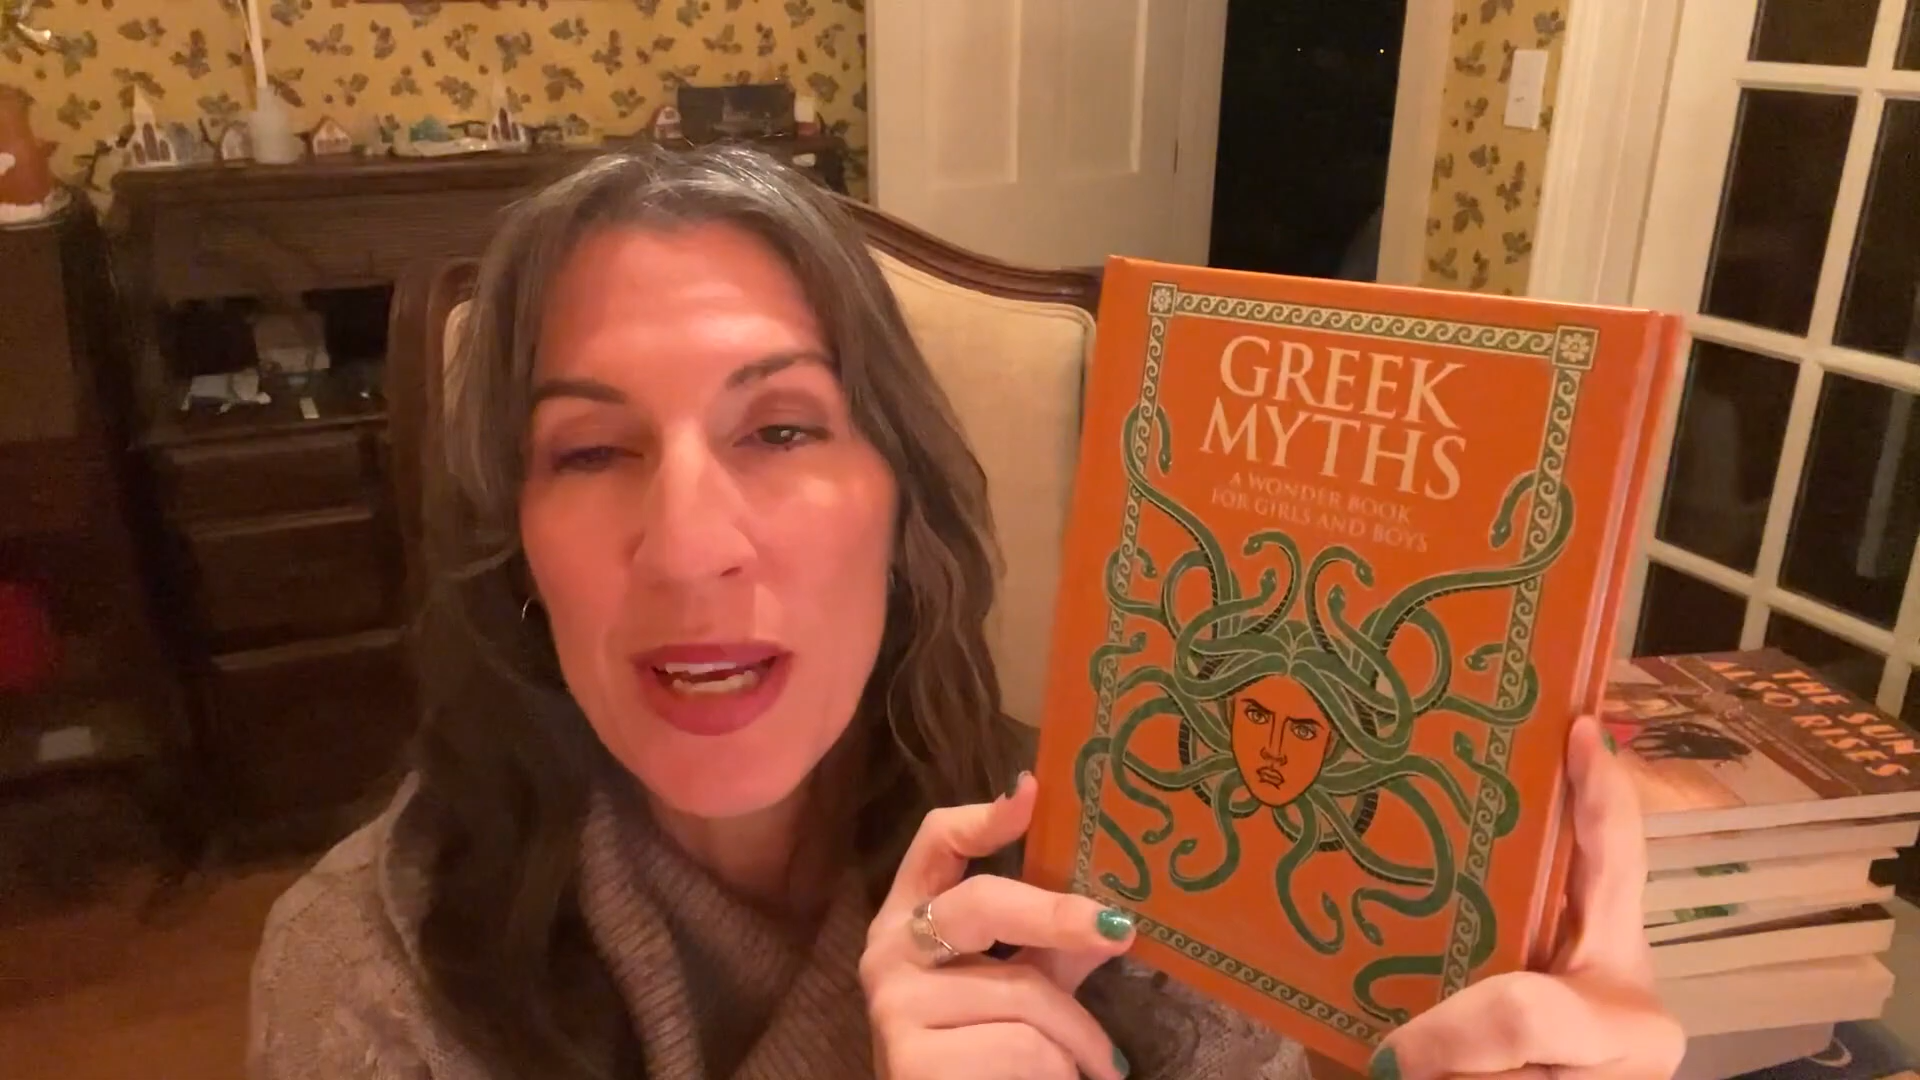 GREEK
MYTHS
A WONDER BOOK
FOR GIRLS AND BOYS
THE SUN
ALSO RISES